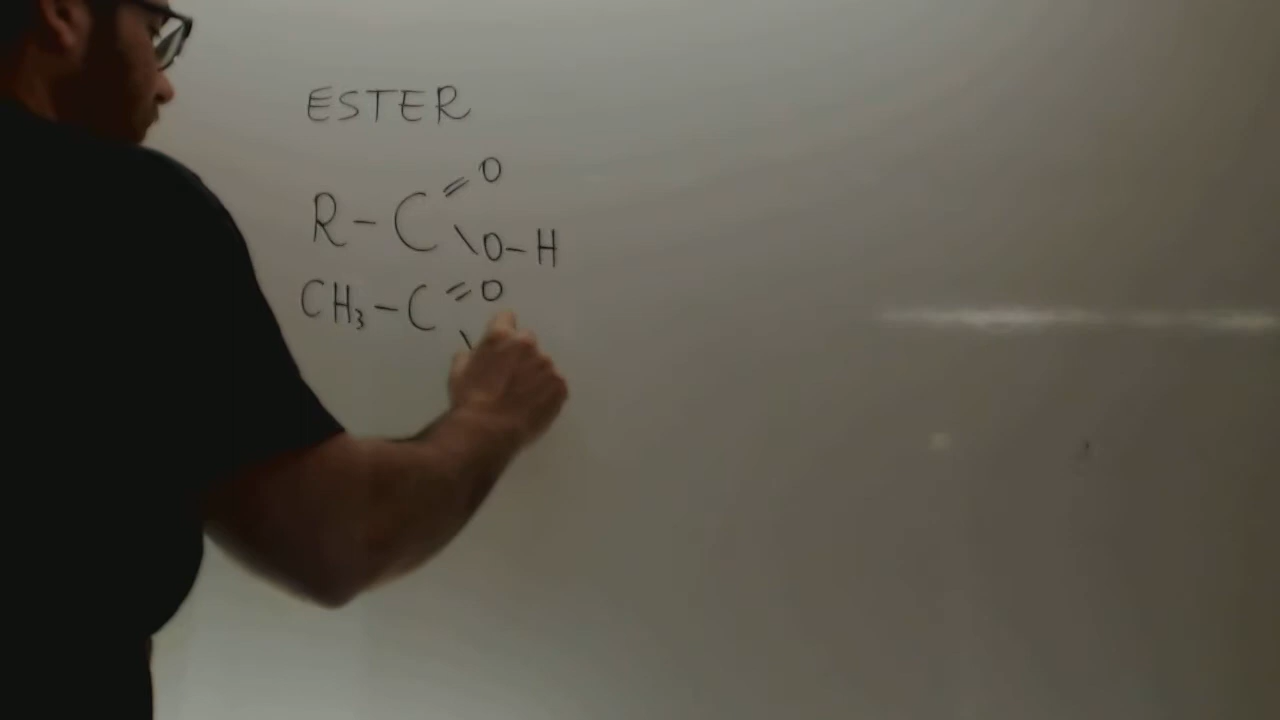 ESTER
R-C=O
\O-H
CH₃-C=O
\